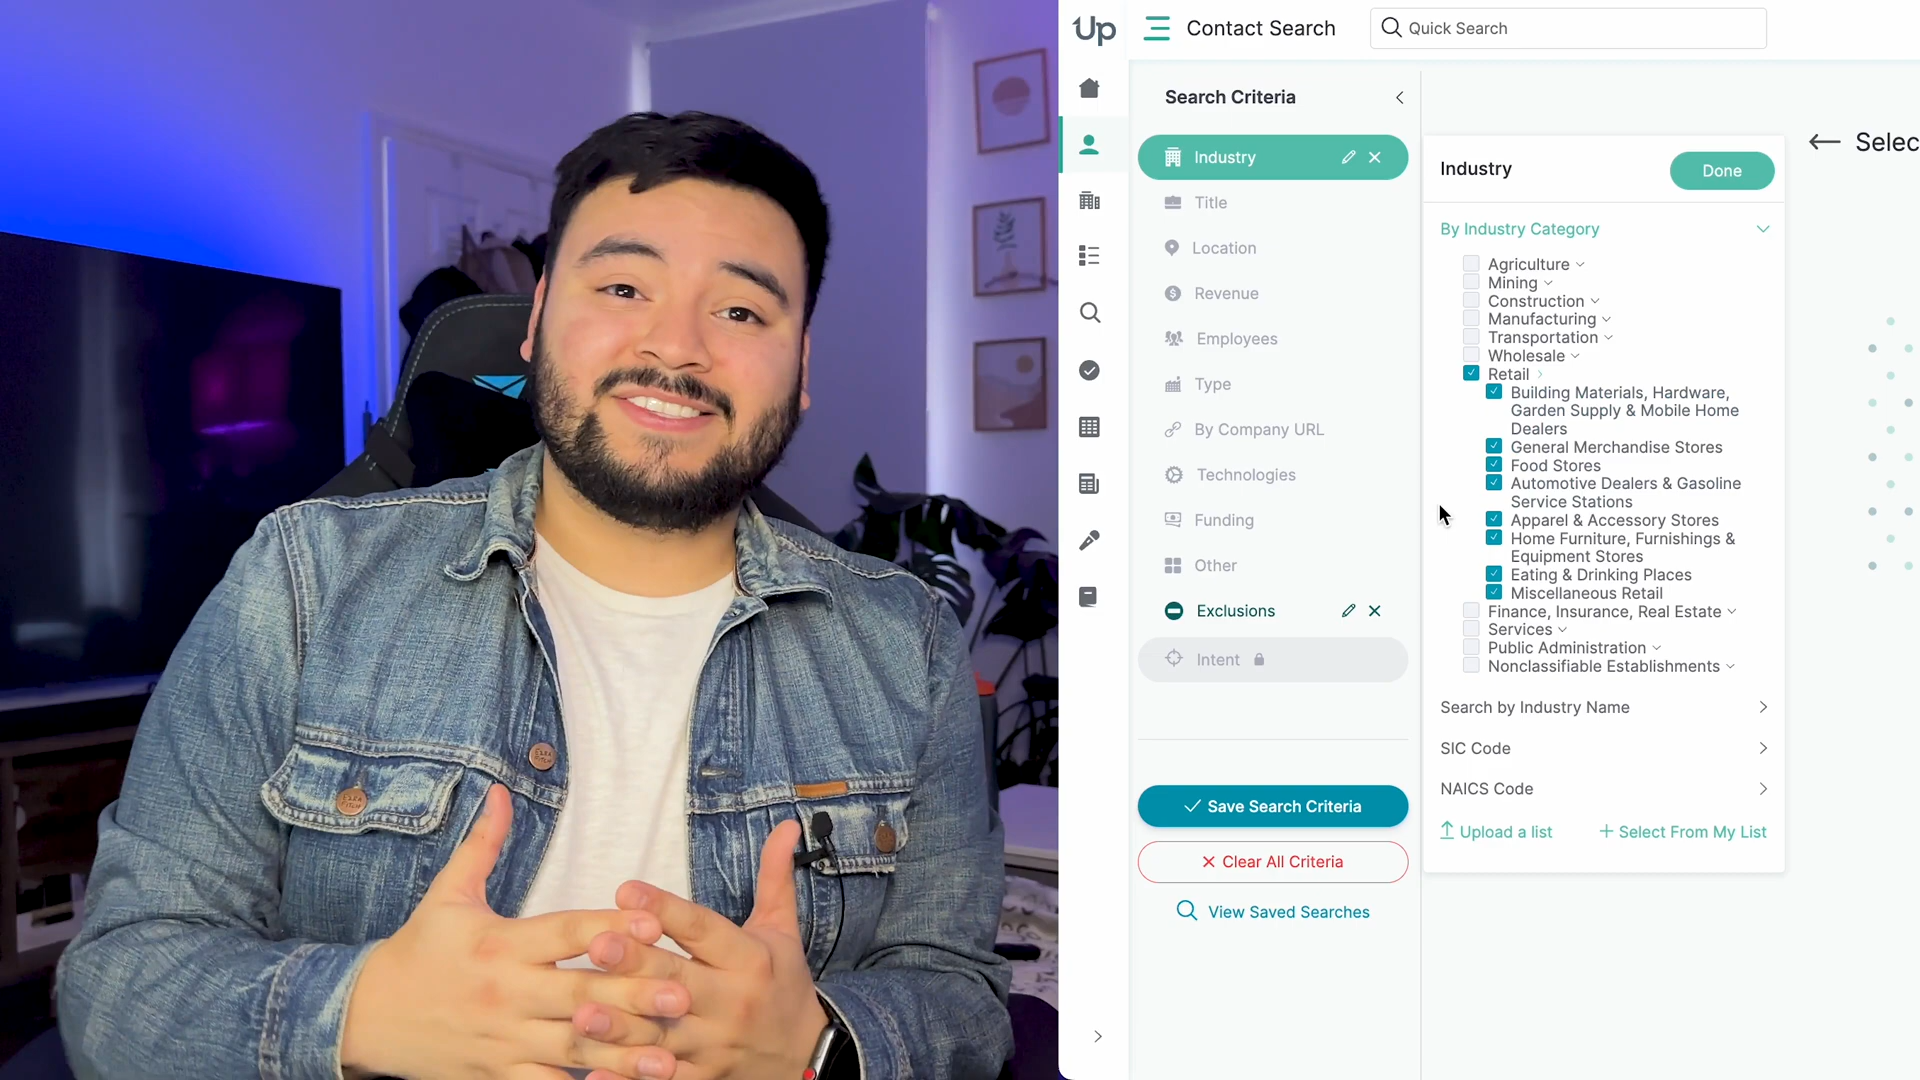 Up
Contact Search
Quick Search
Search Criteria
Industry
Title
Location
Revenue
Employees
Type
By Company URL
Technologies
Funding
Other
Exclusions
Intent
Save Search Criteria
Clear All Criteria
View Saved Searches
Industry
Done
By Industry Category
Agriculture
Mining
Construction
Manufacturing
Transportation
Wholesale
Retail
Building Materials, Hardware,
Garden Supply & Mobile Home
Dealers
General Merchandise Stores
Food Stores
Automotive Dealers & Gasoline
Service Stations
Apparel & Accessory Stores
Home Furniture, Furnishings &
Equipment Stores
Eating & Drinking Places
Miscellaneous Retail
Finance, Insurance, Real Estate
Services
Public Administration
Nonclassifiable Establishments
Search by Industry Name
SIC Code
NAICS Code
Upload a list
Select From My List
Selec